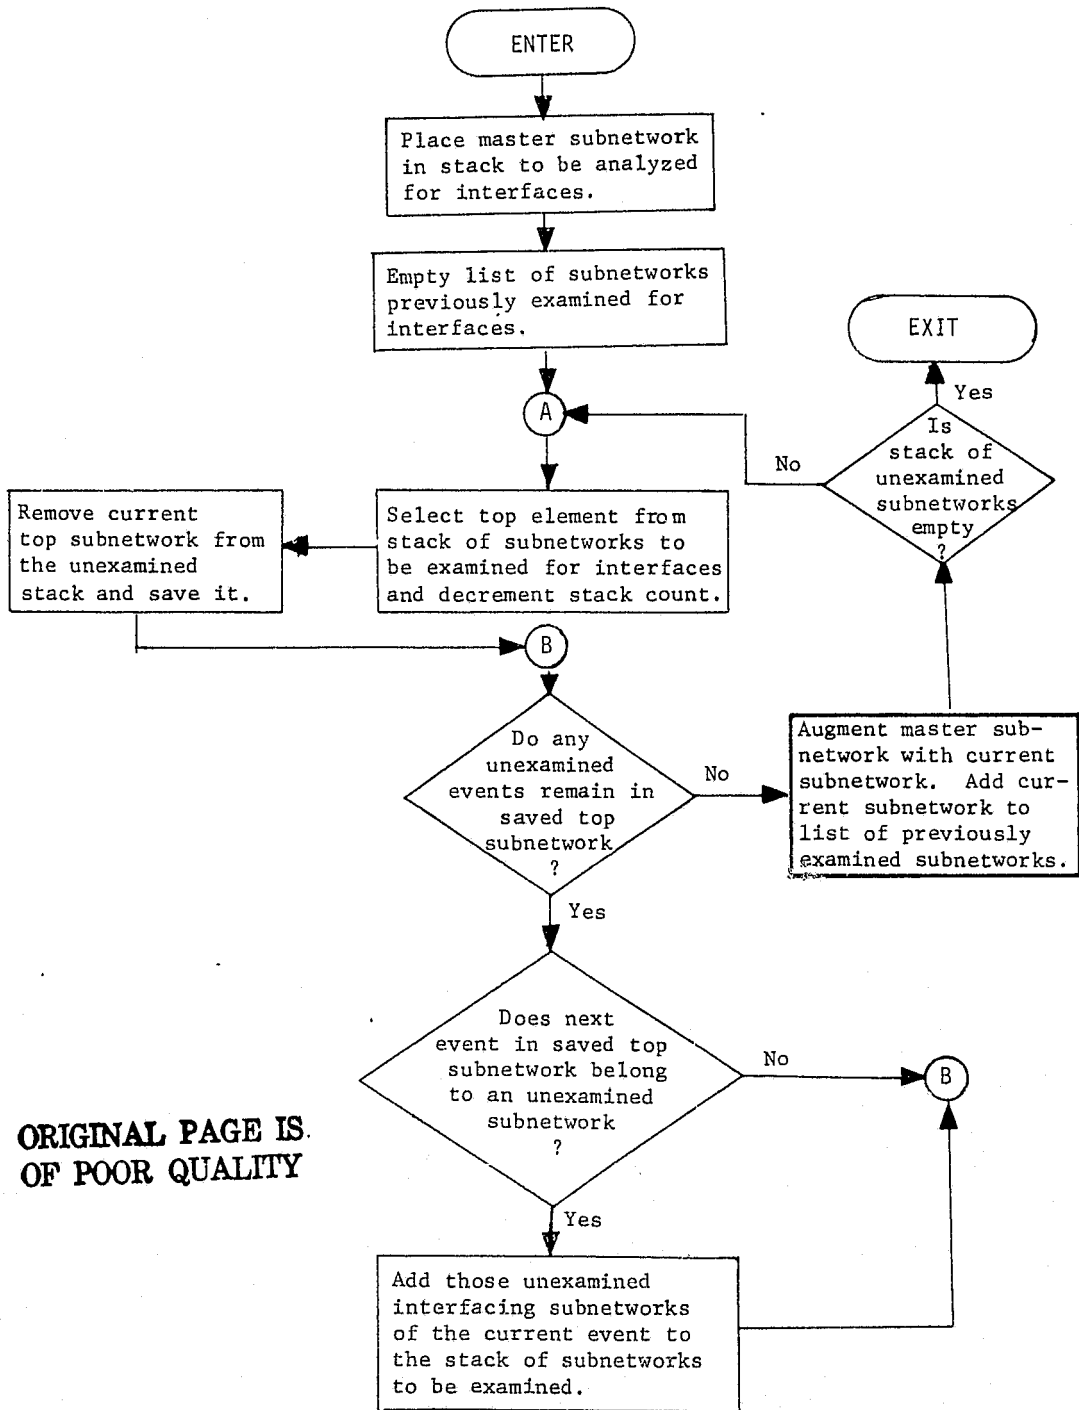 ENTER
Place master subnetwork
in stack to be analyzed
for interfaces.
Empty list of subnetworks
previously examined for
interfaces.
EXIT
Yes
A
Is
stack of
unexamined
subnetworks
empty
?
No
Remove current
top subnetwork from
the unexamined
stack and save it.
Select top element from
stack of subnetworks to
be examined for interfaces
and decrement stack count.
B
Do any
unexamined
events remain in
saved top
subnetwork
?
No
Augment master sub-
network with current
subnetwork. Add cur-
rent subnetwork to
list of previously
examined subnetworks.
Yes
Does next
event in saved top
subnetwork belong
to an unexamined
subnetwork
?
No
B
ORIGINAL PAGE IS
OF POOR QUALITY
Yes
Add those unexamined
interfacing subnetworks
of the current event to
the stack of subnetworks
to be examined.